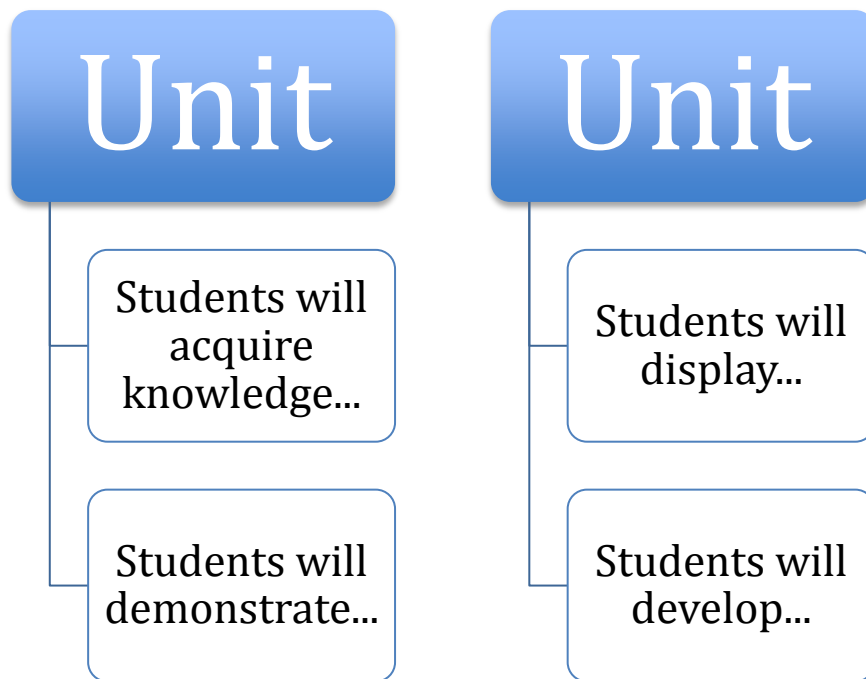 Unit
Students will
acquire
knowledge...
Students will
demonstrate...
Unit
Students will
display...
Students will
develop...